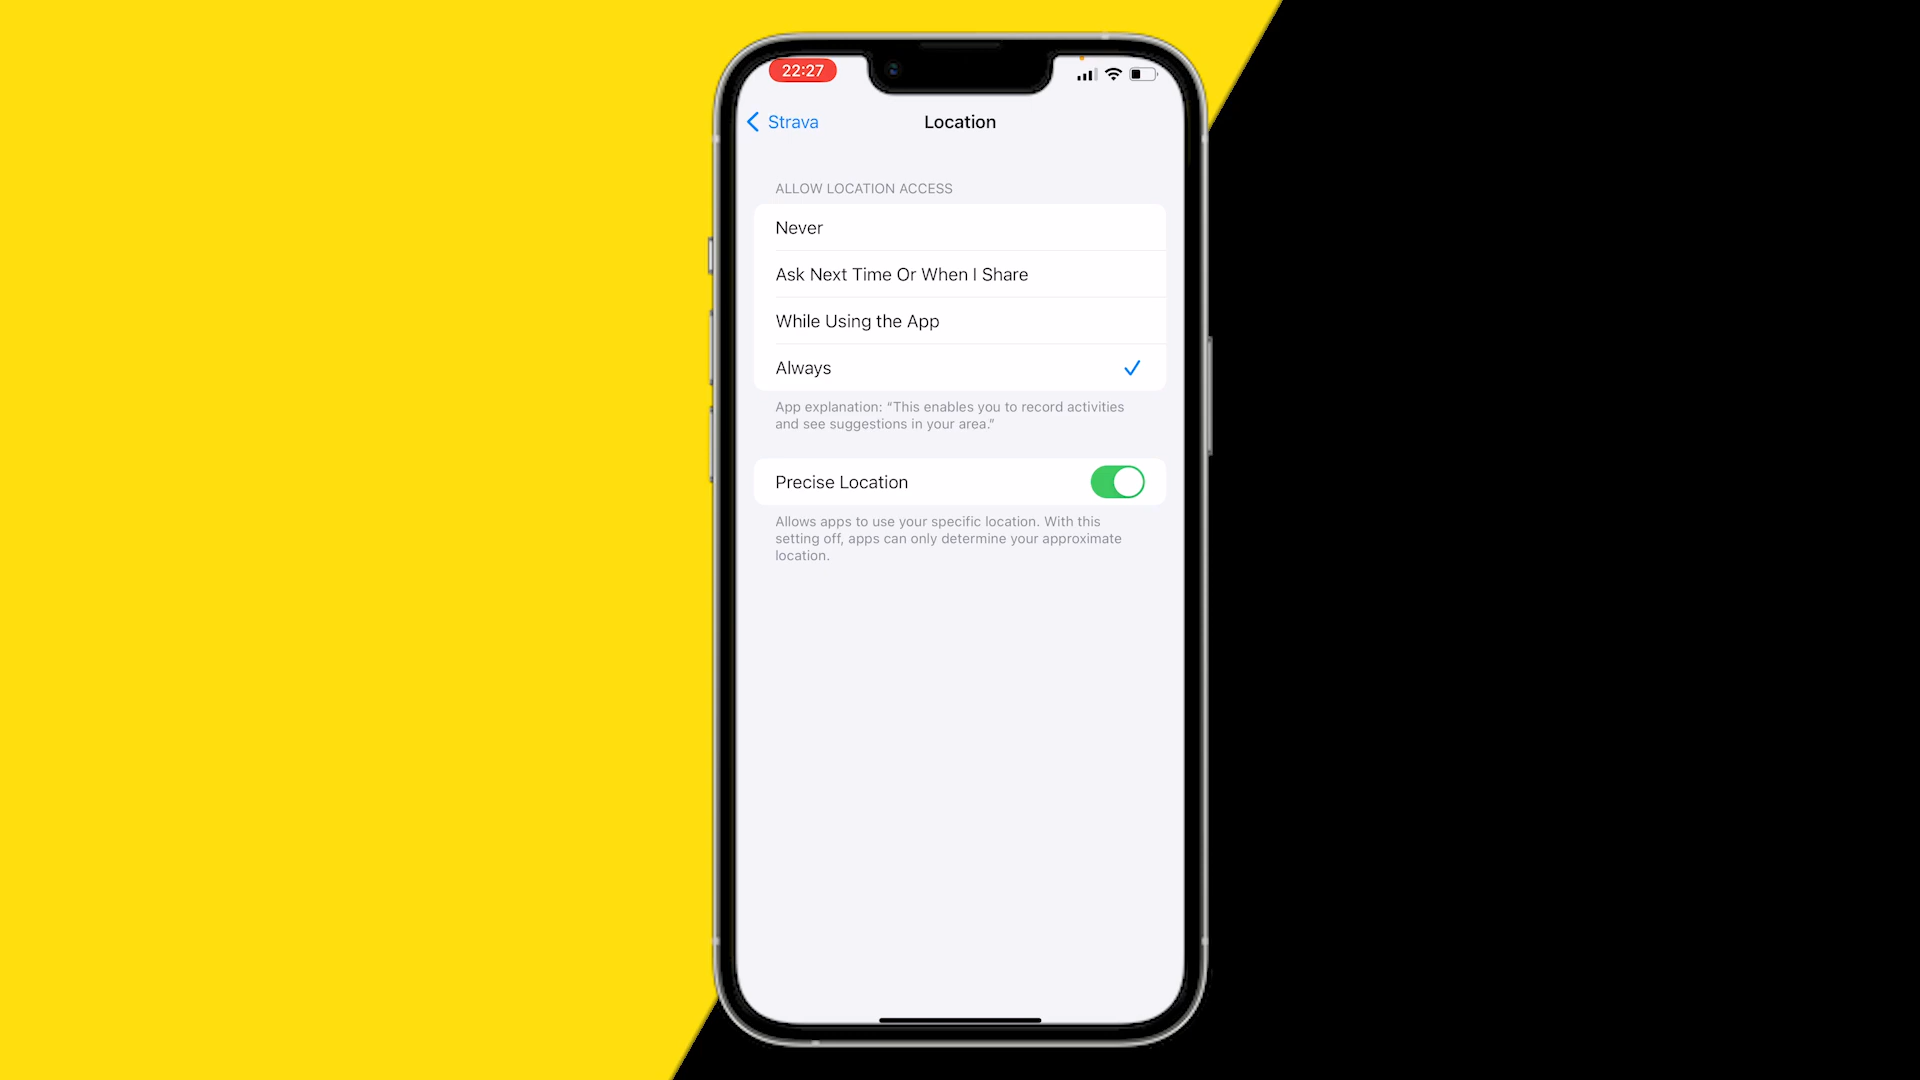 22:27
Strava
Location
ALLOW LOCATION ACCESS
Never
Ask Next Time Or When I Share
While Using the App
Always
App explanation: “This enables you to record activities
and see suggestions in your area.”
Precise Location
Allows apps to use your specific location. With this
setting off, apps can only determine your approximate
location.